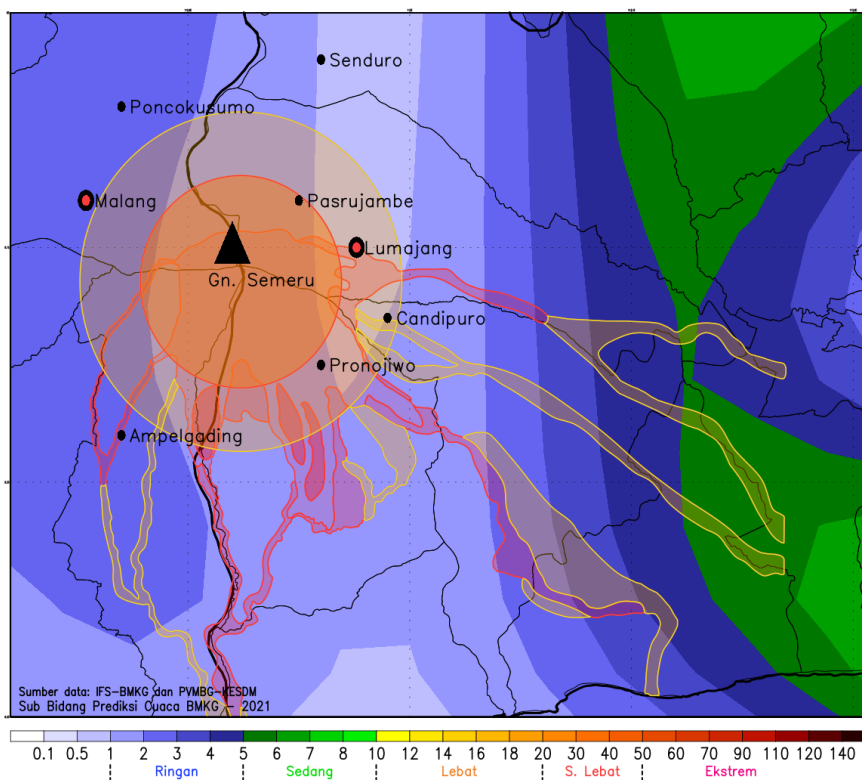 Senduro
Poncokusumo
Malang
Pasrujambe
Lumajang
Gn. Semeru
Candipuro
Pronojiwo
Ampelgading
Sumber data: IFS-BMKG dan PVMBG-KESDM
Sub Bidang Prediksi Cuaca BMKG - 2021
0.1 0.5 1 2 3 4 5 6 7 8 10 12 14 16 18 20 30 40 50 60 70 90 110 120 140
Ringan Sedang Lebat S. Lebat Ekstrem